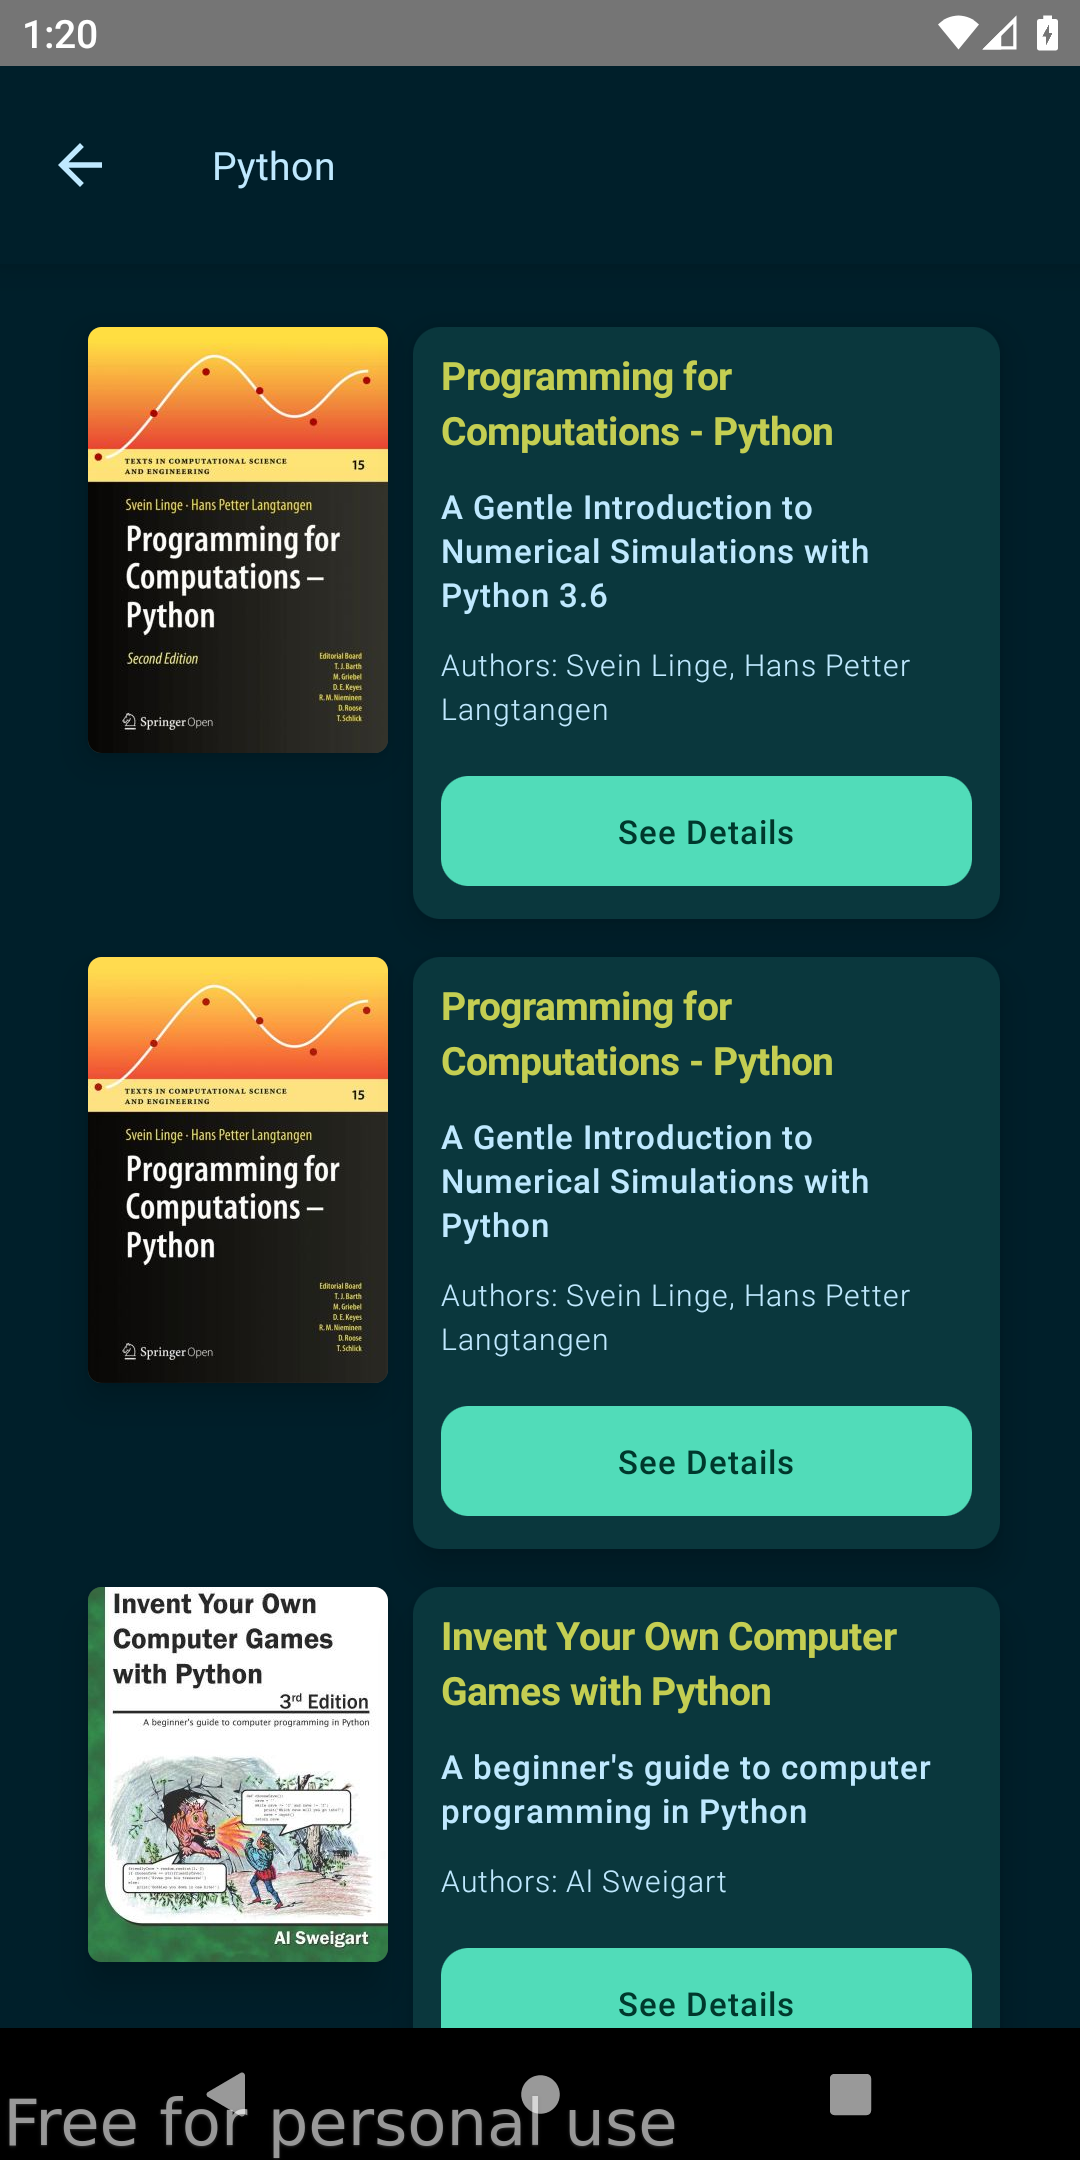 1:20
Python
TEXTS IN COMPUTATIONAL SCIENCE
AND ENGINEERING
15
Svein Linge · Hans Petter Langtangen
Programming for
Computations –
Python
Second Edition
Editorial Board
T. J. Barth
M. Griebel
D. E. Keyes
R. M. Nieminen
D. Roose
T. Schlick
Springer Open
Programming for
Computations - Python
A Gentle Introduction to
Numerical Simulations with
Python 3.6
Authors: Svein Linge, Hans Petter
Langtangen
See Details
TEXTS IN COMPUTATIONAL SCIENCE
AND ENGINEERING
15
Svein Linge · Hans Petter Langtangen
Programming for
Computations –
Python
Editorial Board
T. J. Barth
M. Griebel
D. E. Keyes
R. M. Nieminen
D. Roose
T. Schlick
Springer Open
Programming for
Computations - Python
A Gentle Introduction to
Numerical Simulations with
Python
Authors: Svein Linge, Hans Petter
Langtangen
See Details
Invent Your Own
Computer Games
with Python
3rd Edition
A beginner's guide to computer programming in Python
Al Sweigart
Invent Your Own Computer
Games with Python
A beginner's guide to computer
programming in Python
Authors: Al Sweigart
See Details
Free for personal use